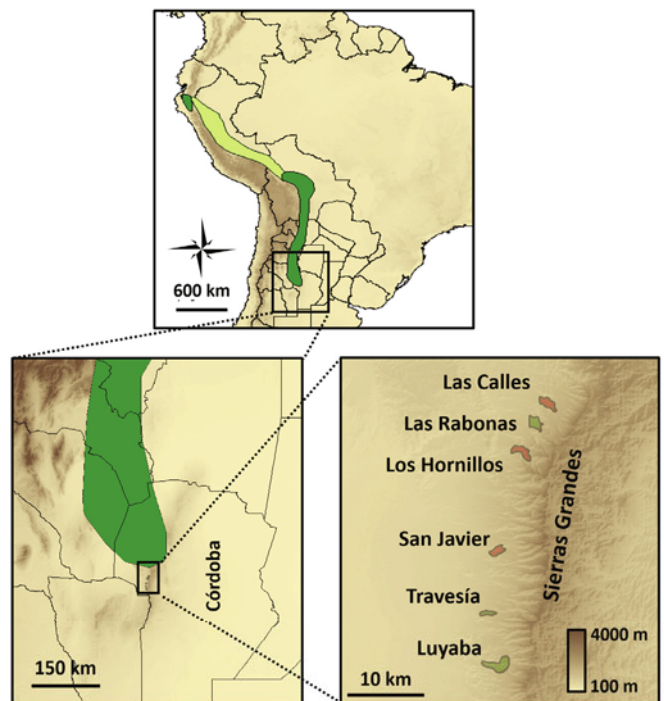 600 km
Córdoba
150 km
Las Calles
Las Rabonas
Los Hornillos
San Javier
Travesía
Luyaba
Sierras Grandes
4000 m
100 m
10 km